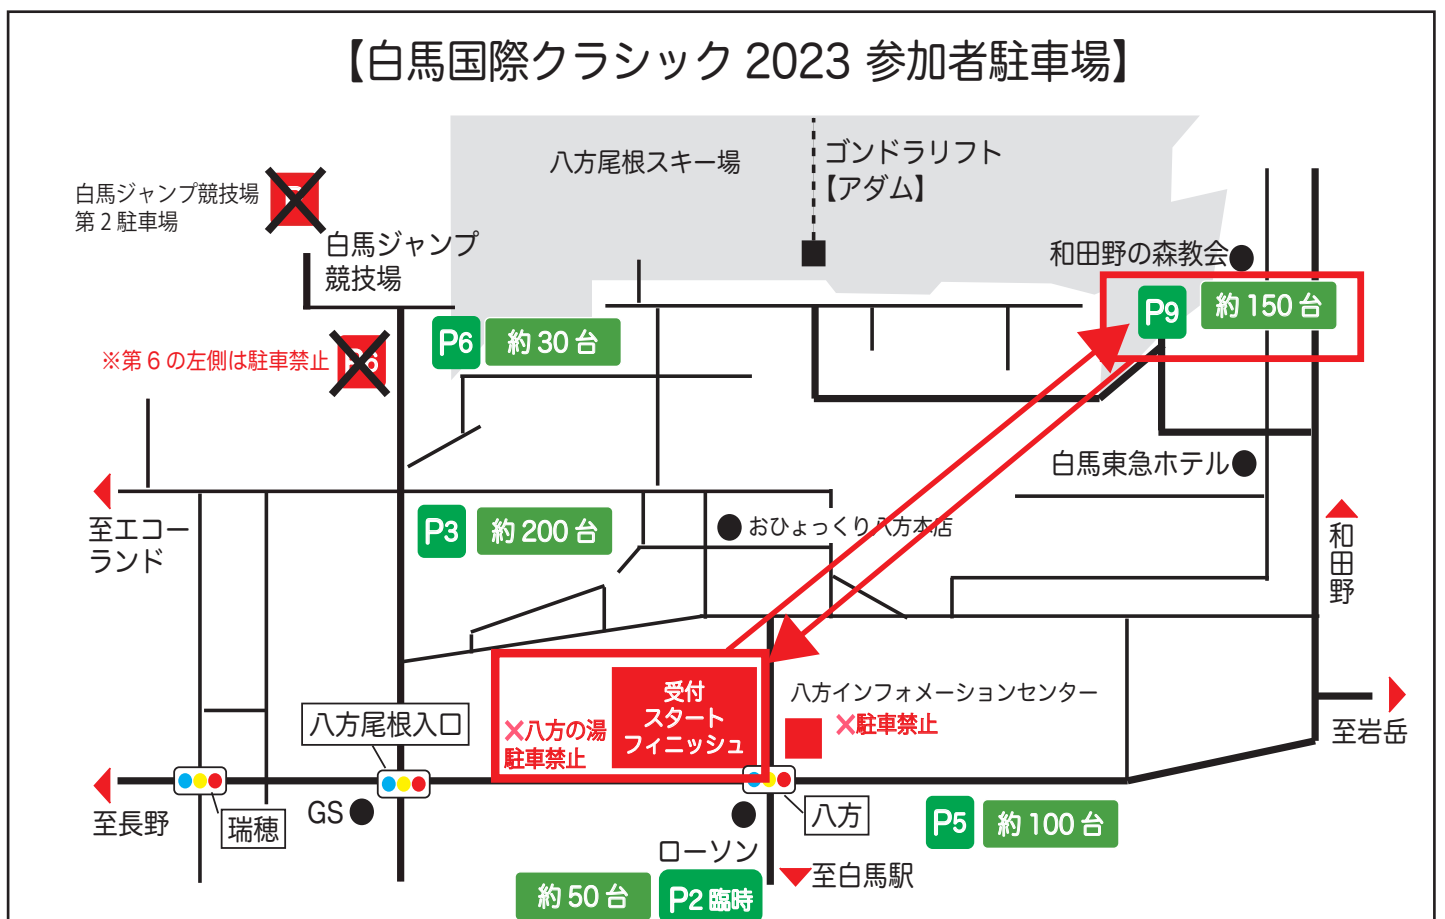 【白馬国際クラシック 2023 参加者駐車場】
八方尾根スキー場
ゴンドラリフト
【アダム】
白馬ジャンプ競技場
第 2 駐車場
白馬ジャンプ
競技場
和田野の森教会
P9
約 150 台
P6
約 30 台
※第 6 の左側は駐車禁止
白馬東急ホテル
至エコー
ランド
P3
約 200 台
おひょっくり八方本店
和田野
受付
スタート
フィニッシュ
×八方の湯
駐車禁止
八方インフォメーションセンター
×駐車禁止
八方尾根入口
至岩岳
至長野
瑞穂
GS
ローソン
八方
P5
約 100 台
至白馬駅
約 50 台
P2 臨時